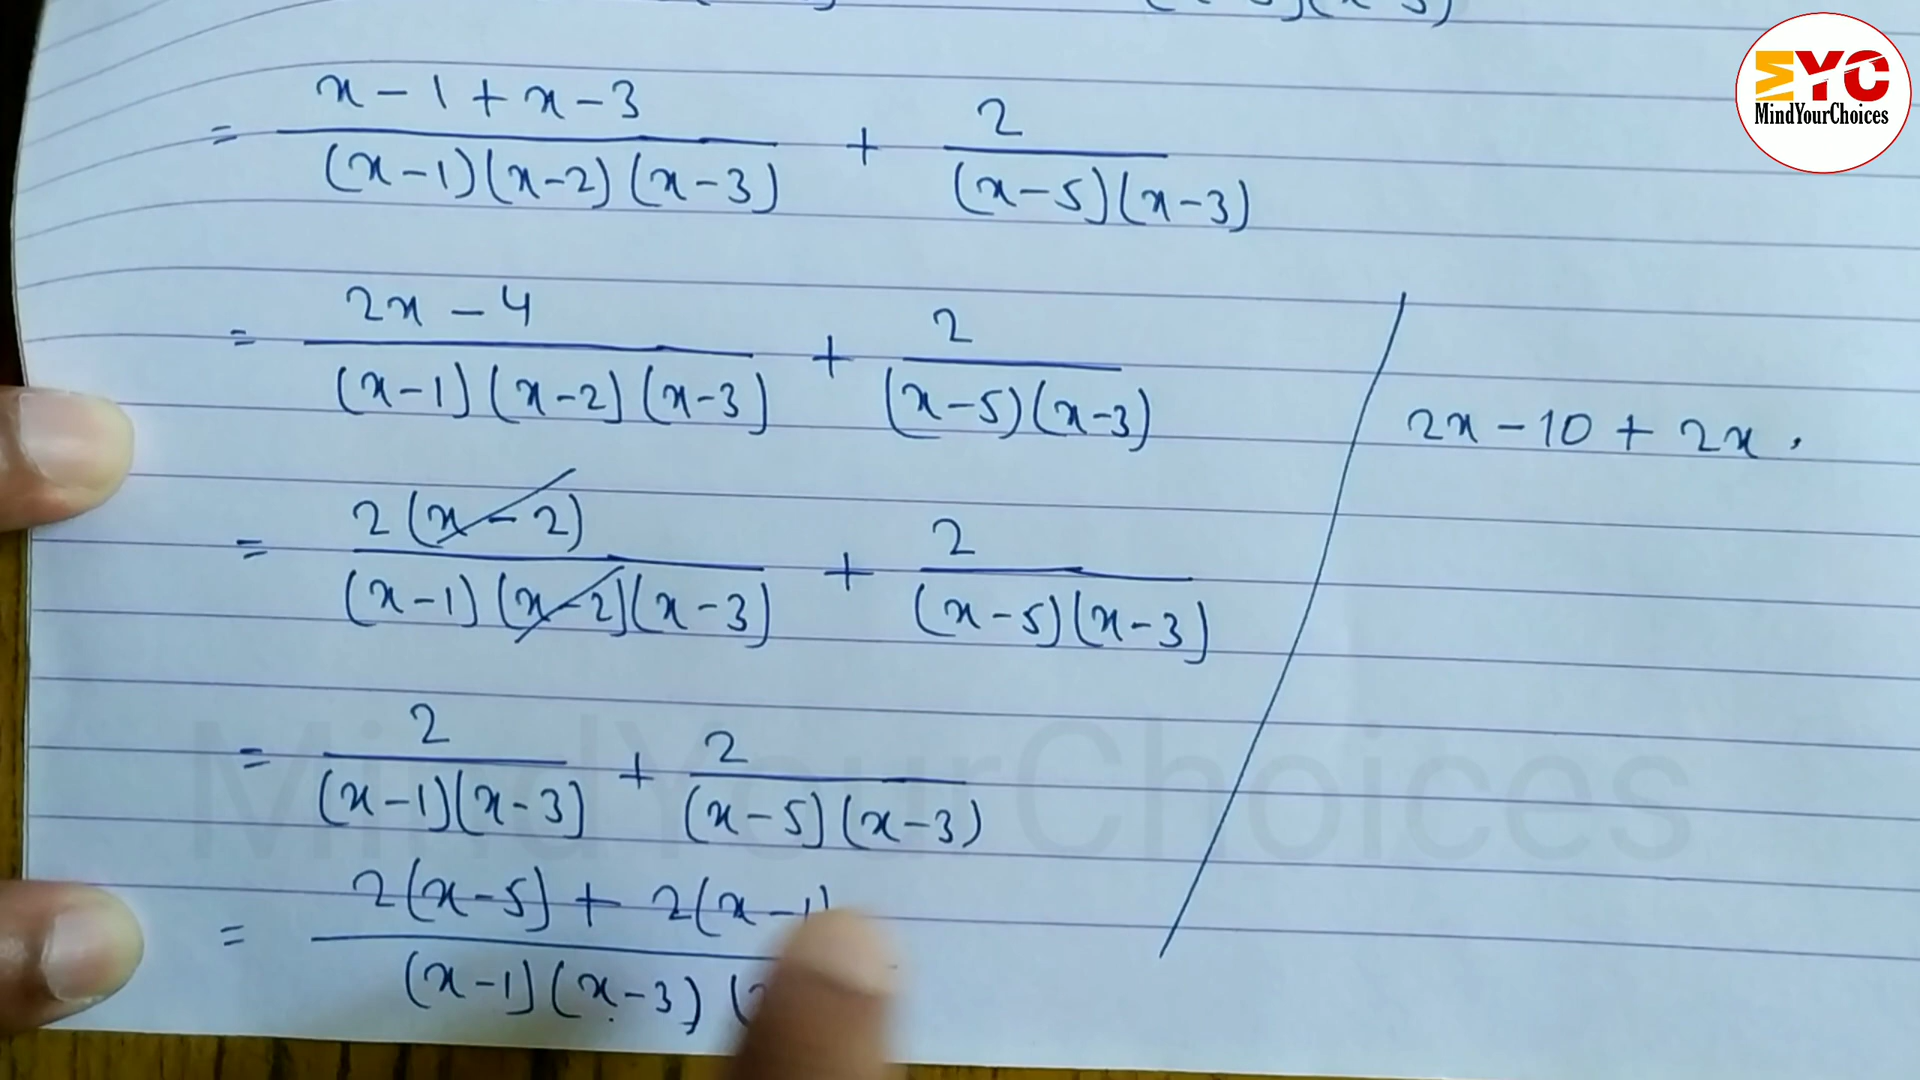 MYC
MindYourChoices
= x - 1 + x - 3 / (x-1)(x-2)(x-3) + 2 / (x-5)(x-3)
= 2x - 4 / (x-1)(x-2)(x-3) + 2 / (x-5)(x-3)
= 2(x-2) / (x-1)(x-2)(x-3) + 2 / (x-5)(x-3)
= 2 / (x-1)(x-3) + 2 / (x-5)(x-3)
= 2(x-5) + 2(x-1) / (x-1)(x-3)(
2x - 10 + 2x
MindYourChoices